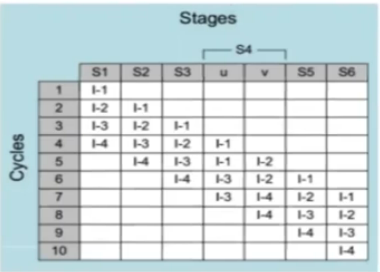 Stages
S4
S1 S2 S3 u v S5 S6
Cycles
1 I-1
2 I-2 I-1
3 I-3 I-2 I-1
4 I-4 I-3 I-2 I-1
5 I-4 I-3 I-1 I-2
6 I-4 I-3 I-2 I-1
7 I-3 I-4 I-2 I-1
8 I-4 I-3 I-2
9 I-4 I-3
10 I-4